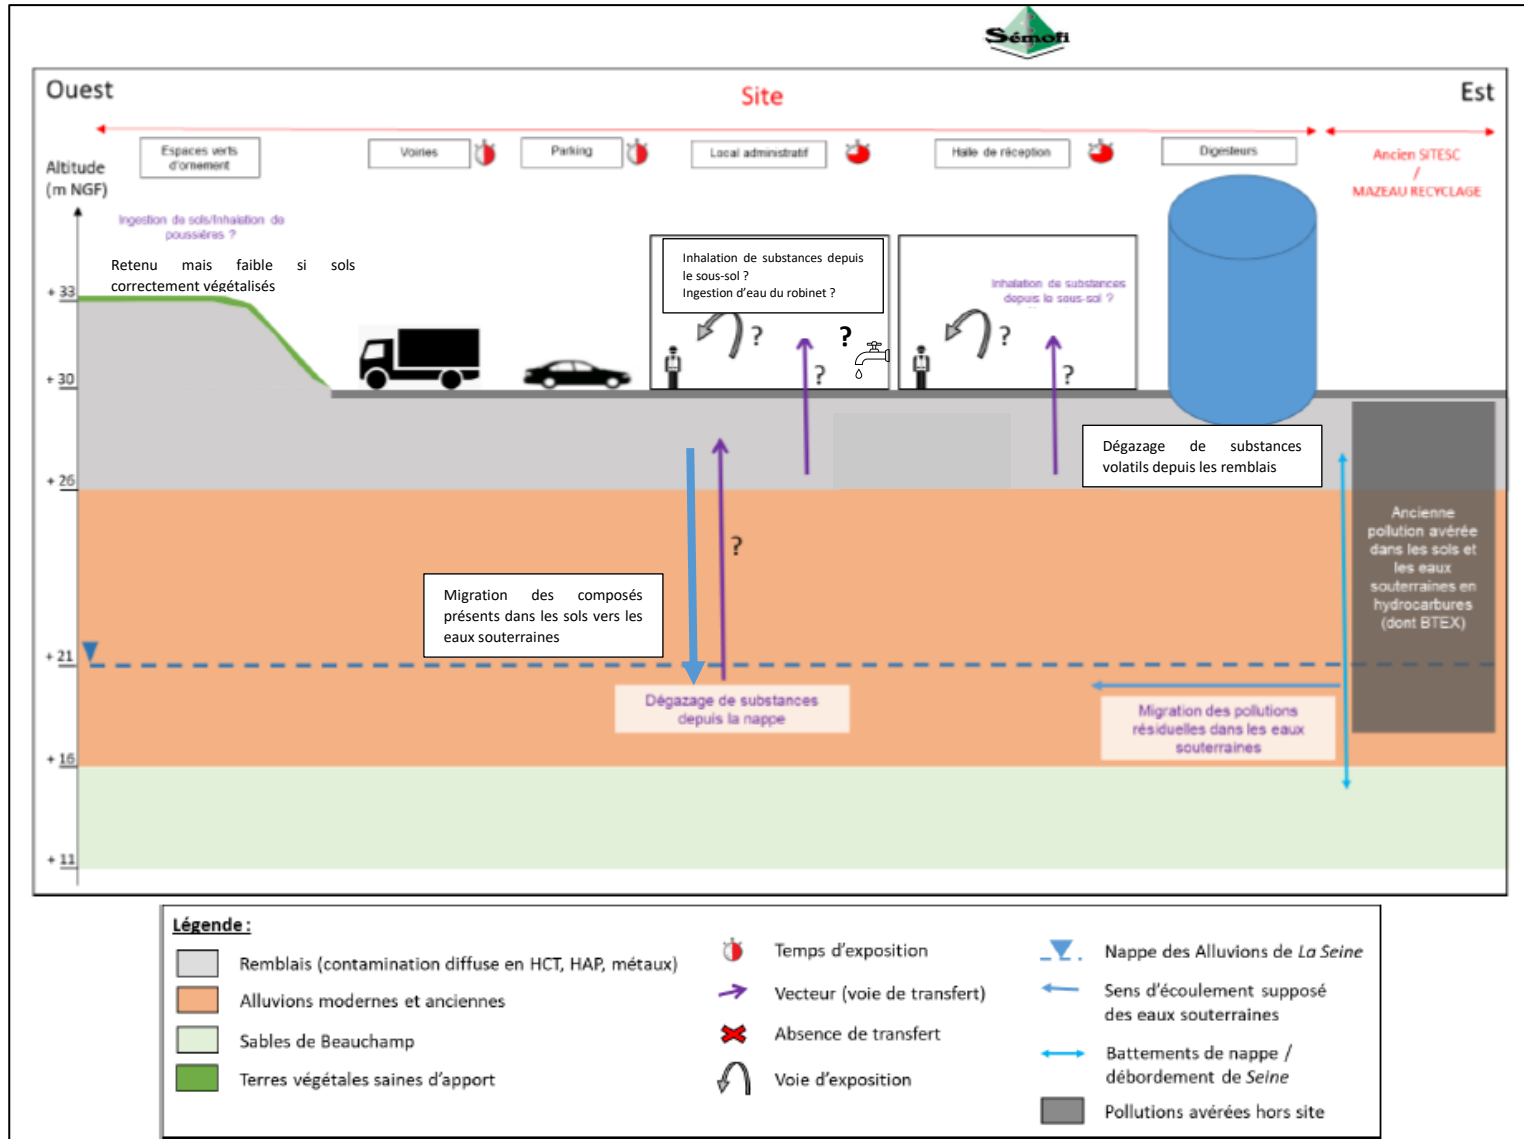 Sémofi
Ouest
Site
Est
Espaces verts
d'ornement
Voiries
Parking
Local administratif
Halle de réception
Digesteurs
Ancien SITESC
/
MAZEAU RECYCLAGE
Altitude
(m NGF)
Ingestion de sols/Inhalation de
poussières ?
Retenu mais faible si sols
correctement végétalisés
Inhalation de substances depuis
le sous-sol ?
Ingestion d'eau du robinet ?
Inhalation de substances
depuis le sous-sol ?
+ 33
?
?
?
+ 30
?
?
Dégazage de substances
volatils depuis les remblais
+ 26
Ancienne
pollution avérée
dans les sols et
les eaux
souterraines en
hydrocarbures
(dont BTEX)
?
Migration des composés
présents dans les sols vers les
eaux souterraines
+ 21
Dégazage de substances
depuis la nappe
Migration des pollutions
résiduelles dans les eaux
souterraines
+ 16
+ 11
Légende :
Remblais (contamination diffuse en HCT, HAP, métaux)
Alluvions modernes et anciennes
Sables de Beauchamp
Terres végétales saines d'apport
Temps d'exposition
Vecteur (voie de transfert)
Absence de transfert
Voie d'exposition
Nappe des Alluvions de La Seine
Sens d'écoulement supposé
des eaux souterraines
Battements de nappe /
débordement de Seine
Pollutions avérées hors site